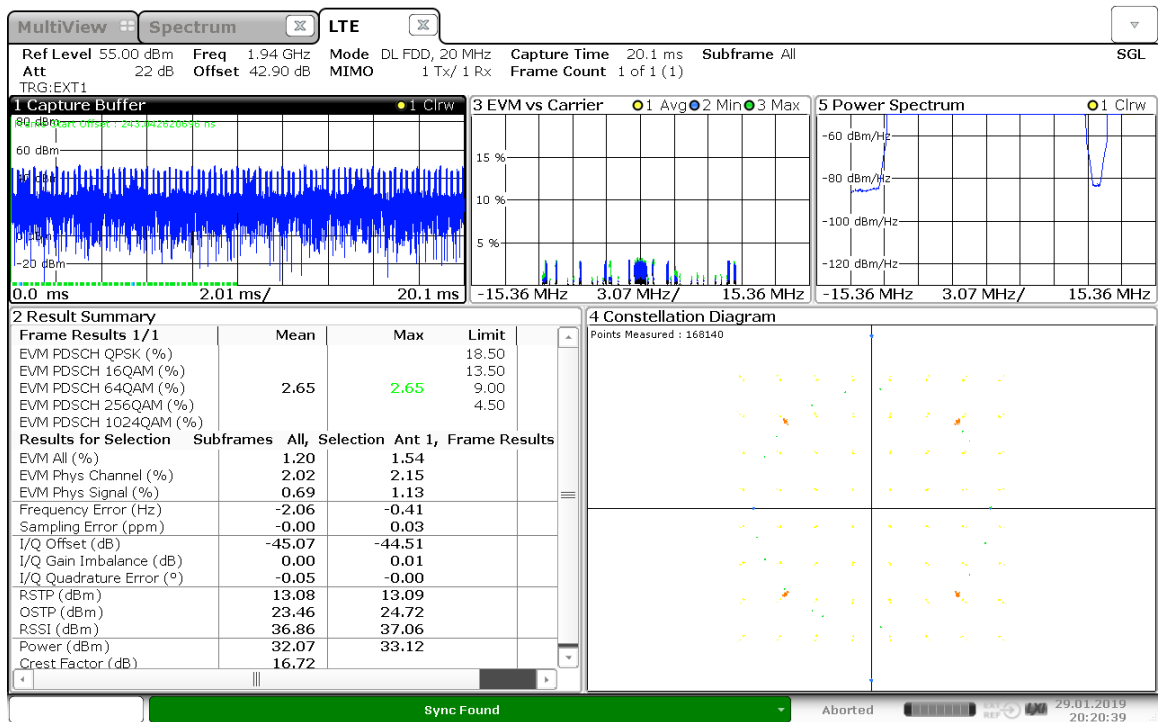 MultiView Spectrum LTE
Ref Level 55.00 dBm Freq 1.94 GHz Mode DL FDD, 20 MHz Capture Time 20.1 ms Subframe All SGL
Att 22 dB Offset 42.90 dB MIMO 1 Tx/ 1 Rx Frame Count 1 of 1 (1)
TRG:EXT1
1 Capture Buffer 1 Clrw
80 dBm
Frame Start Offset : 243.042620696 ns
60 dBm
-20 dBm
0.0 ms 2.01 ms/ 20.1 ms
3 EVM vs Carrier 1 Avg 2 Min 3 Max
15 %
10 %
5 %
-15.36 MHz 3.07 MHz/ 15.36 MHz
5 Power Spectrum 1 Clrw
-60 dBm/Hz
-80 dBm/Hz
-100 dBm/Hz
-120 dBm/Hz
-15.36 MHz 3.07 MHz/ 15.36 MHz
2 Result Summary
Frame Results 1/1 Mean Max Limit
EVM PDSCH QPSK (%) 18.50
EVM PDSCH 16QAM (%) 13.50
EVM PDSCH 64QAM (%) 2.65 2.65 9.00
EVM PDSCH 256QAM (%) 4.50
EVM PDSCH 1024QAM (%)
Results for Selection Subframes All, Selection Ant 1, Frame Results
EVM All (%) 1.20 1.54
EVM Phys Channel (%) 2.02 2.15
EVM Phys Signal (%) 0.69 1.13
Frequency Error (Hz) -2.06 -0.41
Sampling Error (ppm) -0.00 0.03
I/Q Offset (dB) -45.07 -44.51
I/Q Gain Imbalance (dB) 0.00 0.01
I/Q Quadrature Error (°) -0.05 -0.00
RSTP (dBm) 13.08 13.09
OSTP (dBm) 23.46 24.72
RSSI (dBm) 36.86 37.06
Power (dBm) 32.07 33.12
Crest Factor (dB) 16.72
4 Constellation Diagram
Points Measured : 168140
Sync Found
Aborted
EXT
REF
LXI
29.01.2019
20:20:39